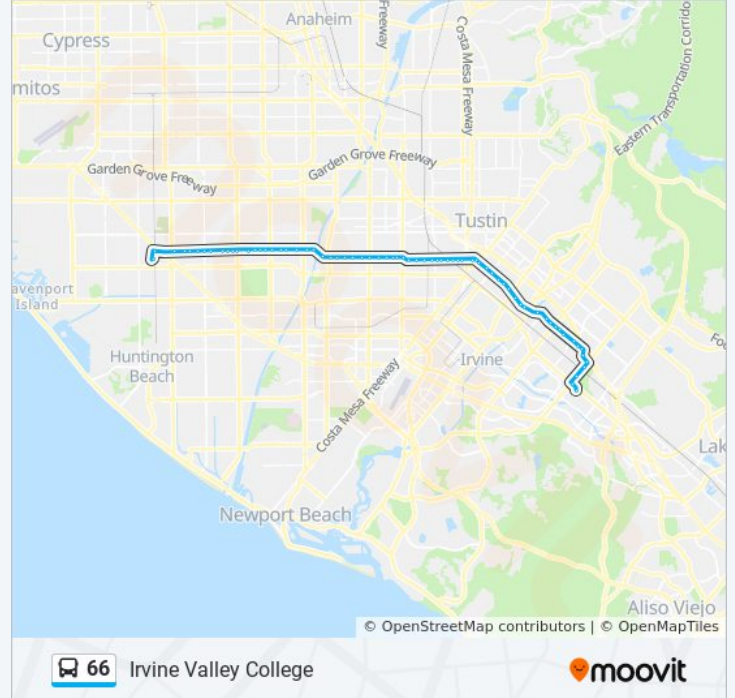 Anaheim
Cypress
Freeway
Costa Mesa Freeway
Eastern Transportation Corrido
mitos
Garden Grove Freeway
Garden Grove Freeway
Tustin
avenport
Island
Huntington
Beach
Irvine
Foo
Costa Mesa Freeway
Lak
Newport Beach
Aliso Viejo
© OpenStreetMap contributors | © OpenMapTiles
66 Irvine Valley College
moovit